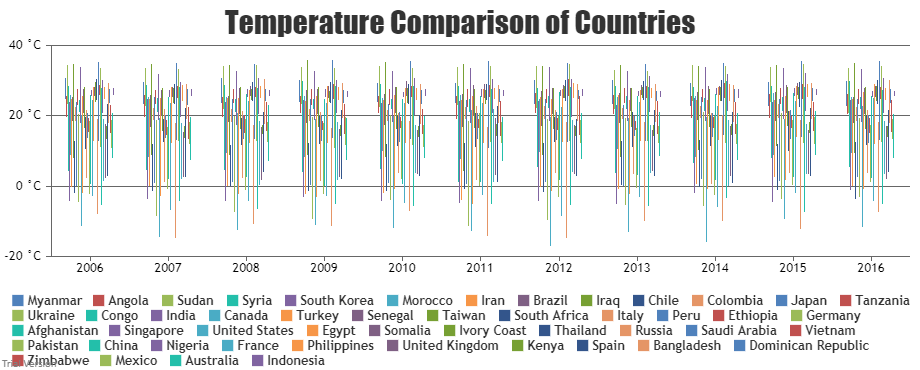 Temperature Comparison of Countries
40 ˚C
20 ˚C
0 ˚C
-20 ˚C
2006 2007 2008 2009 2010 2011 2012 2013 2014 2015 2016
Myanmar Angola Sudan Syria South Korea Morocco Iran Brazil Iraq Chile Colombia Japan Tanzania
Ukraine Congo India Canada Turkey Senegal Taiwan South Africa Italy Peru Ethiopia Germany
Afghanistan Singapore United States Egypt Somalia Ivory Coast Thailand Russia Saudi Arabia Vietnam
Pakistan China Nigeria France Philippines United Kingdom Kenya Spain Bangladesh Dominican Republic
Zimbabwe Mexico Australia Indonesia
Trial Version